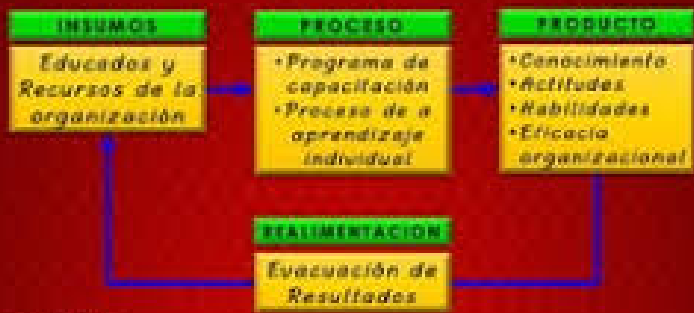 INSUMOS
Educados y
Recursos de la
organización
PROCESO
•Programa de
capacitación
•Proceso de a
aprendizaje
individual
PRODUCTO
•Conocimiento
•Actitudes
•Habilidades
•Eficacia
organizacional
REALIMENTACION
Evacuación de
Resultados